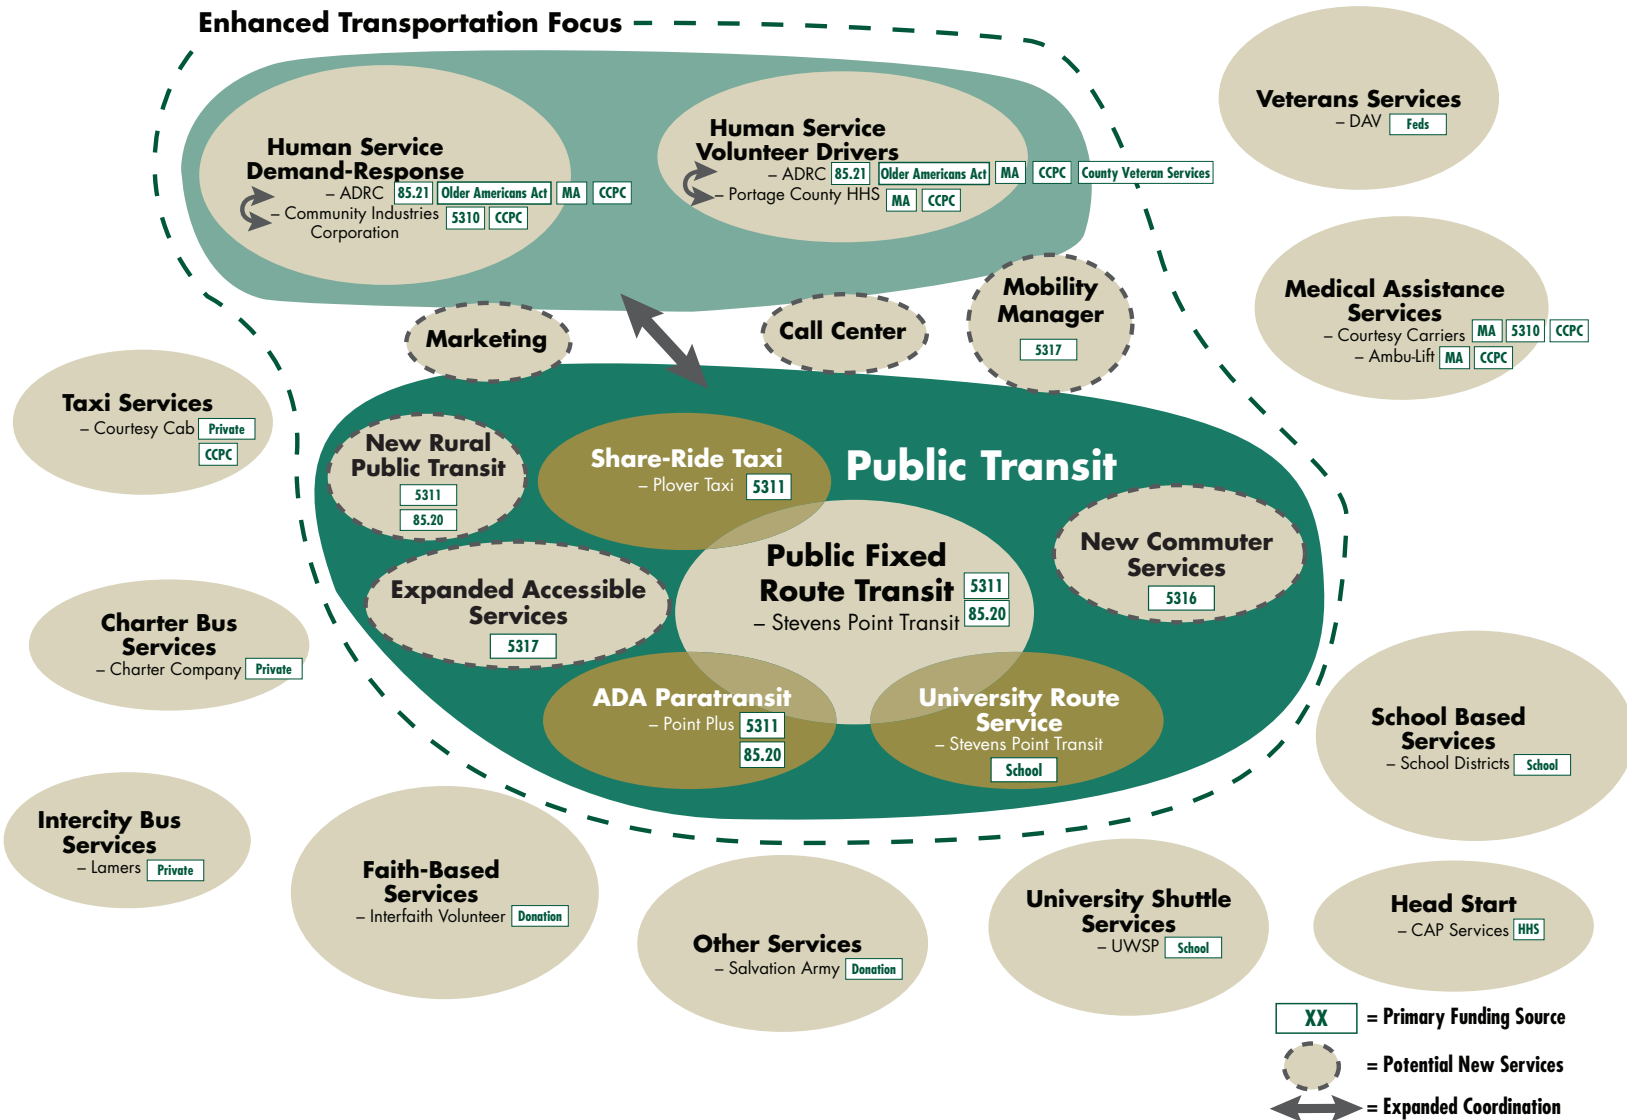 Enhanced Transportation Focus
Human Service
Demand-Response
– ADRC 85.21 Older Americans Act MA CCPC
– Community Industries 5310 CCPC
Corporation
Human Service
Volunteer Drivers
– ADRC 85.21 Older Americans Act MA CCPC County Veteran Services
– Portage County HHS MA CCPC
Veterans Services
– DAV Feds
Medical Assistance
Services
– Courtesy Carriers MA 5310 CCPC
– Ambu-Lift MA CCPC
Marketing
Call Center
Mobility
Manager
5317
Taxi Services
– Courtesy Cab Private
CCPC
New Rural
Public Transit
5311
85.20
Share-Ride Taxi
– Plover Taxi 5311
Public Transit
Expanded Accessible
Services
5317
Public Fixed
Route Transit 5311
– Stevens Point Transit 85.20
New Commuter
Services
5316
Charter Bus
Services
– Charter Company Private
ADA Paratransit
– Point Plus 5311
85.20
University Route
Service
– Stevens Point Transit
School
School Based
Services
– School Districts School
Intercity Bus
Services
– Lamers Private
Faith-Based
Services
– Interfaith Volunteer Donation
Other Services
– Salvation Army Donation
University Shuttle
Services
– UWSP School
Head Start
– CAP Services HHS
XX = Primary Funding Source
= Potential New Services
= Expanded Coordination